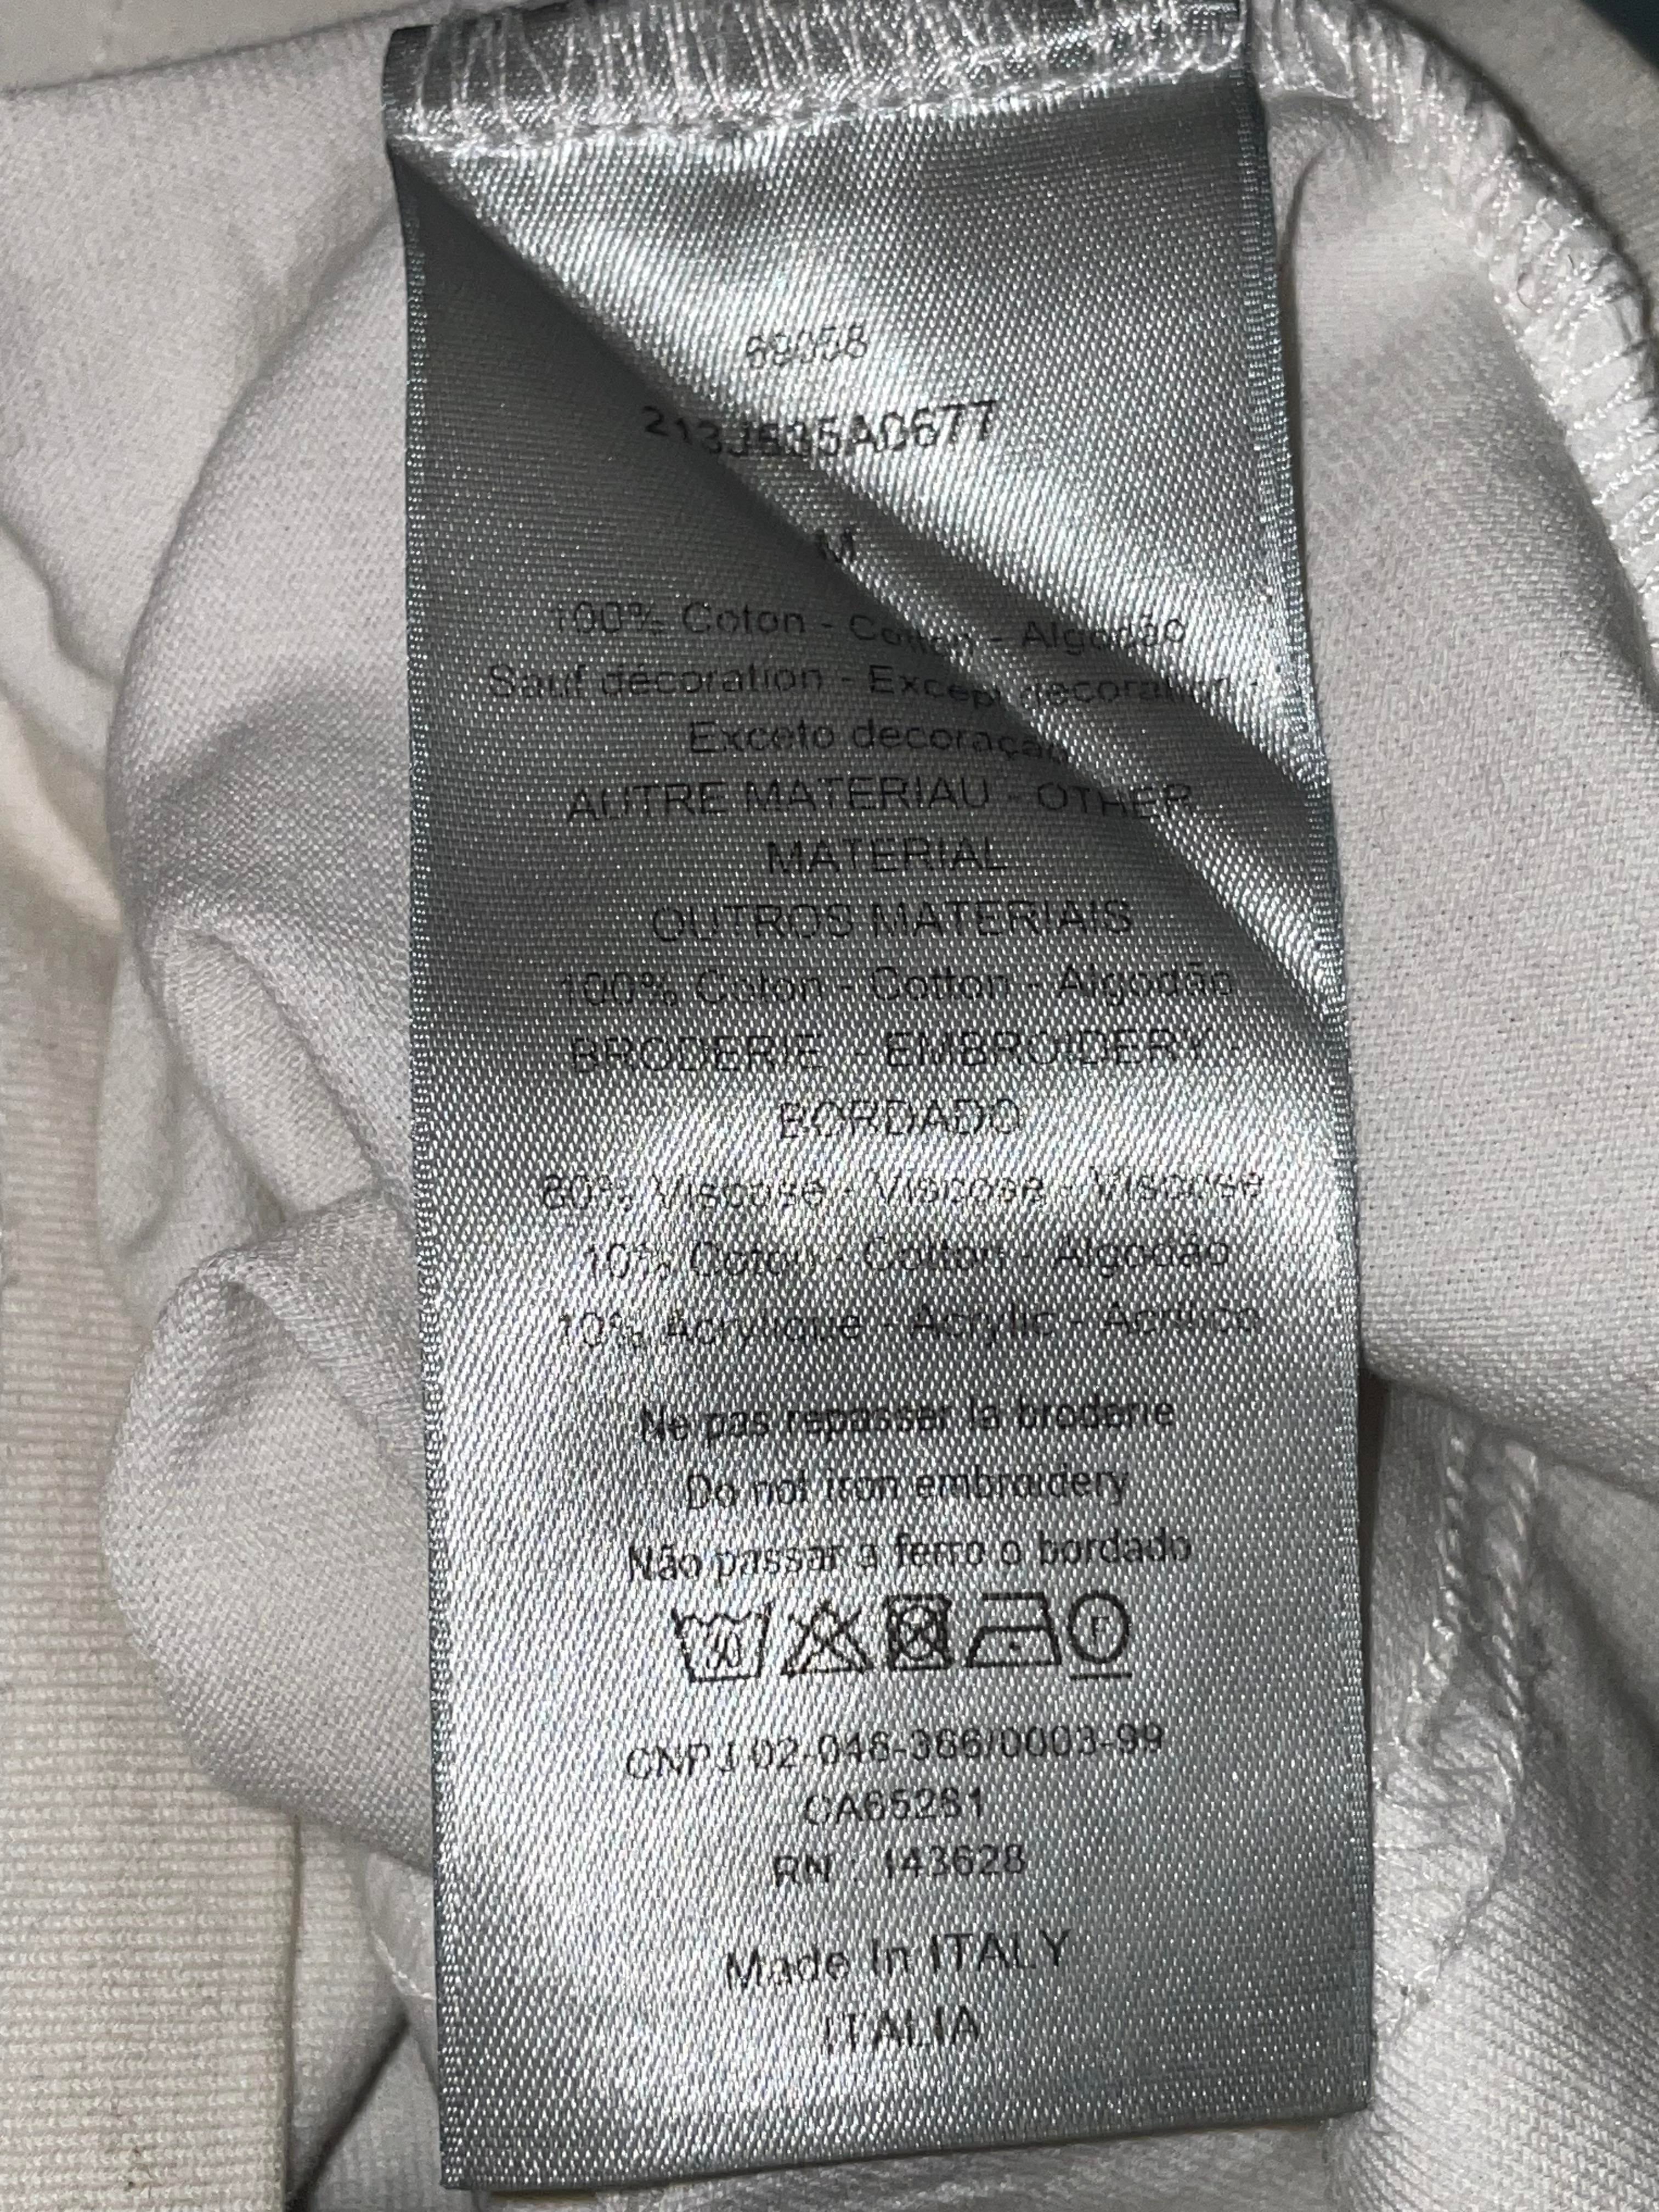 69058
213J635A0677
M
100% Coton - Cotton - Algodão
Sauf décoration - Except decoration -
Exceto decoração
AUTRE MATERIAU - OTHER
MATERIAL
OUTROS MATERIAIS
100% Coton - Cotton - Algodão
BRODERIE - EMBROIDERY -
BORDADO
80% Viscose - Viscose - Viscose
10% Coton - Cotton - Algodão
10% Acrylique - Acrylic - Acrílico
Ne pas repasser la broderie
Do not iron embroidery
Não passar a ferro o bordado
30 F
CNPJ 02-046-366/0003-99
CA65281
RN : 143628
Made In ITALY
ITALIA